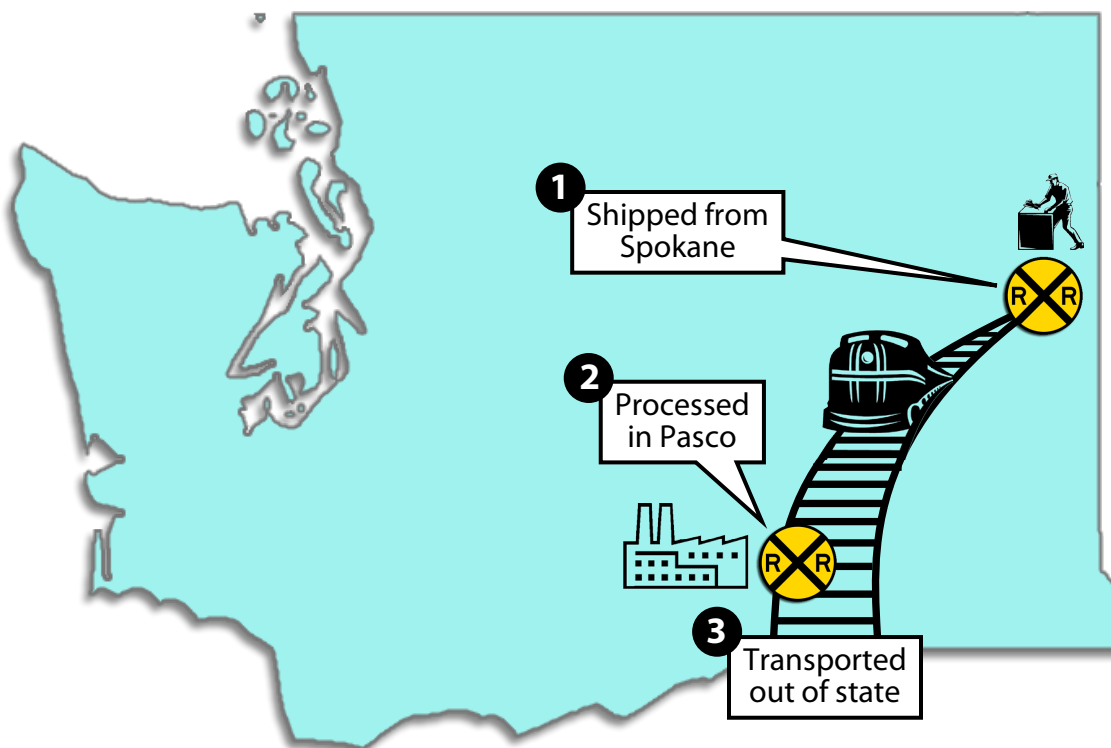 1
Shipped from
Spokane
R R
2
Processed
in Pasco
R R
3
Transported
out of state